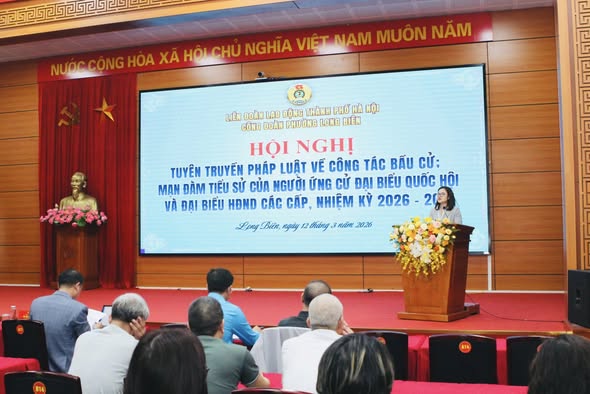 NƯỚC CỘNG HÒA XÃ HỘI CHỦ NGHĨA VIỆT NAM MUÔN NĂM
LIÊN ĐOÀN LAO ĐỘNG THÀNH PHỐ HÀ NỘI
CÔNG ĐOÀN PHƯỜNG LONG BIÊN
HỘI NGHỊ
TUYÊN TRUYỀN PHÁP LUẬT VỀ CÔNG TÁC BẦU CỬ;
MẠN ĐÀM TIỂU SỬ CỦA NGƯỜI ỨNG CỬ ĐẠI BIỂU QUỐC HỘI
VÀ ĐẠI BIỂU HĐND CÁC CẤP, NHIỆM KỲ 2026 - 20
Long Biên, ngày 12 tháng 3 năm 2026